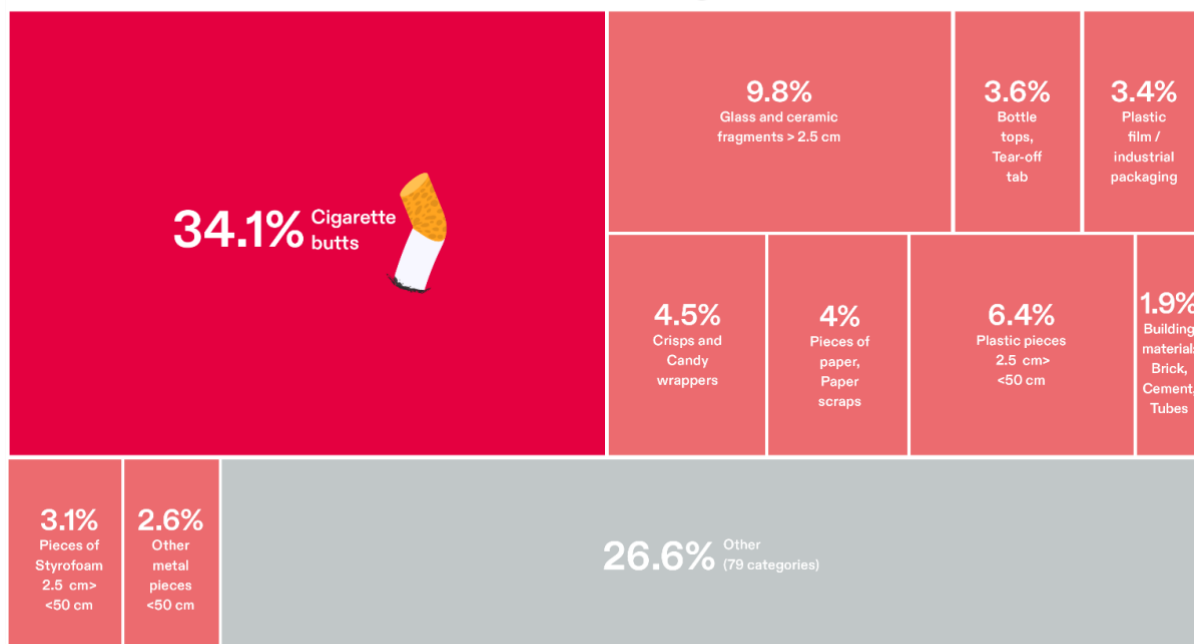 34.1% Cigarette
butts
9.8%
Glass and ceramic
fragments > 2.5 cm
3.6%
Bottle
tops,
Tear-off
tab
3.4%
Plastic
film /
industrial
packaging
4.5%
Crisps and
Candy
wrappers
4%
Pieces of
paper,
Paper
scraps
6.4%
Plastic pieces
2.5 cm>
<50 cm
1.9%
Building
materials
Brick,
Cement,
Tubes
3.1%
Pieces of
Styrofoam
2.5 cm>
<50 cm
2.6%
Other
metal
pieces
<50 cm
26.6% Other
(79 categories)